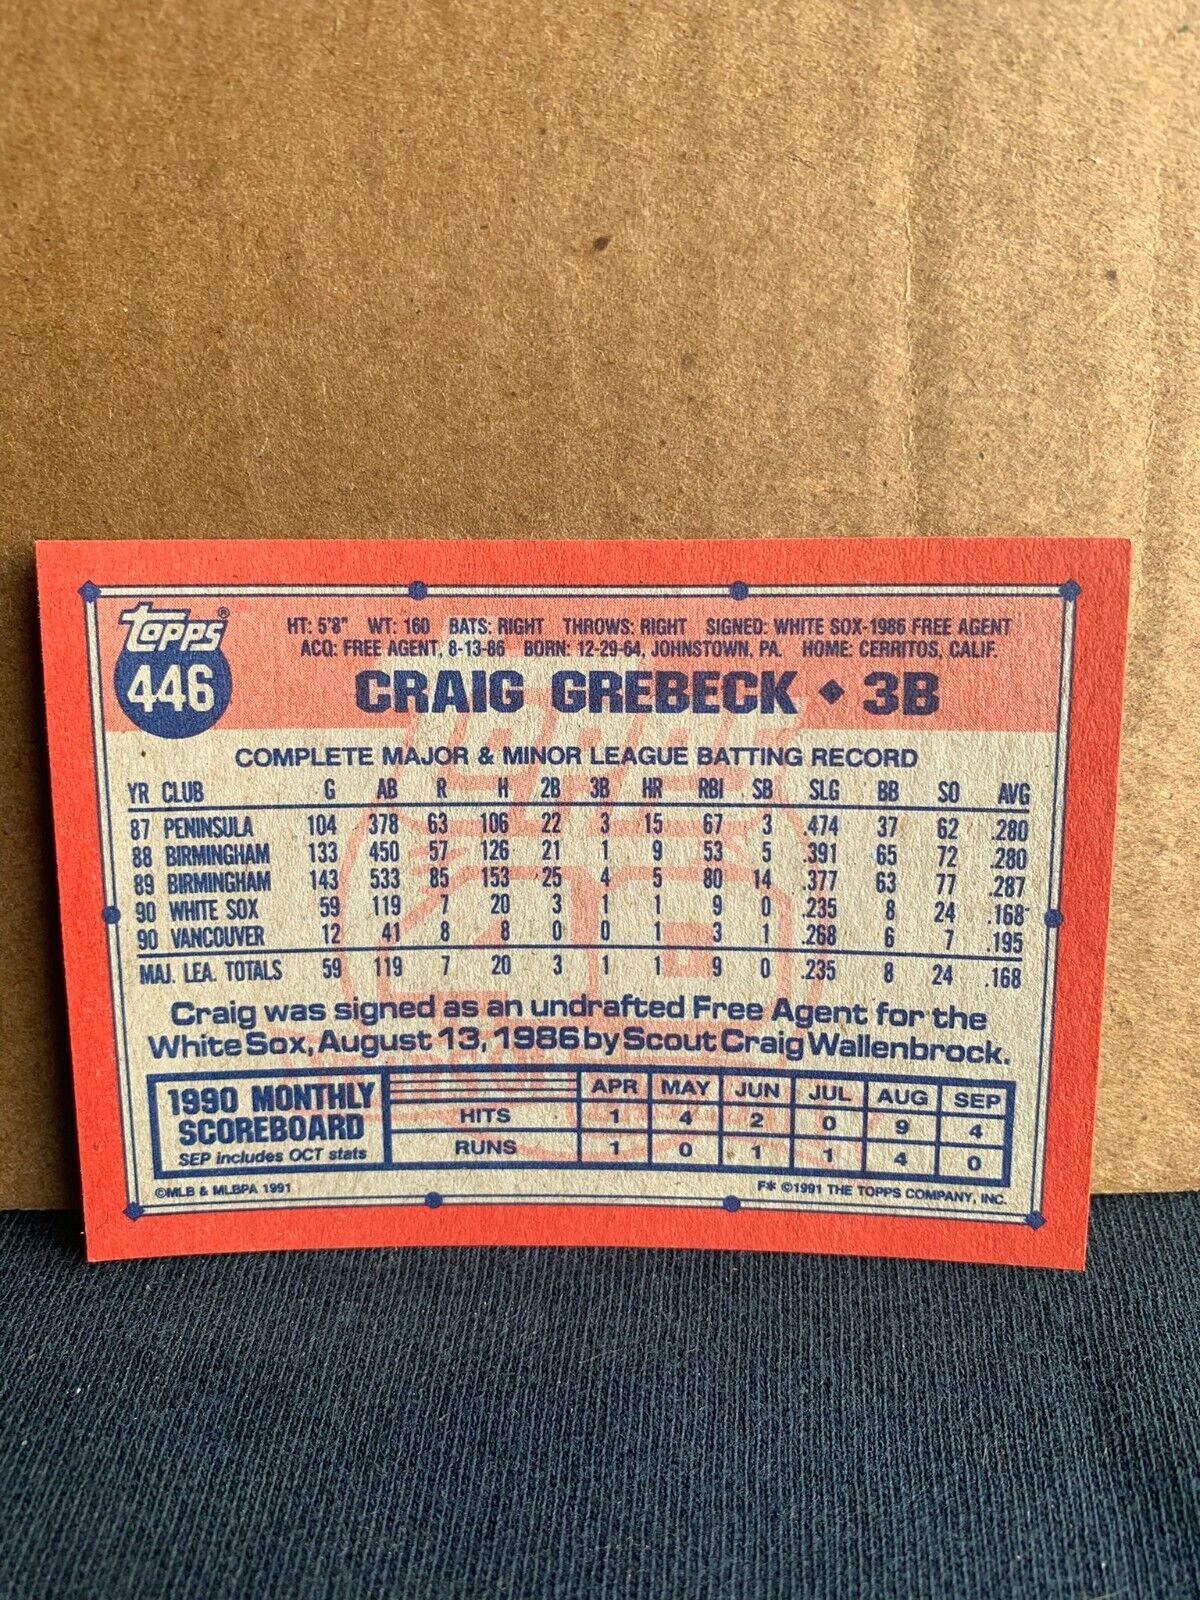 topps®
446
HT: 5'8" WT: 160 BATS: RIGHT THROWS: RIGHT SIGNED: WHITE SOX-1986 FREE AGENT
ACQ: FREE AGENT, 8-13-86 BORN: 12-29-64, JOHNSTOWN, PA. HOME: CERRITOS, CALIF.
CRAIG GREBECK ◆ 3B
COMPLETE MAJOR & MINOR LEAGUE BATTING RECORD
YR CLUB G AB R H 2B 3B HR RBI SB SLG BB SO AVG
87 PENINSULA 104 378 63 106 22 3 15 67 3 .474 37 62 .280
88 BIRMINGHAM 133 450 57 126 21 1 9 53 5 .391 65 72 .280
89 BIRMINGHAM 143 533 85 153 25 4 5 80 14 .377 63 77 .287
90 WHITE SOX 59 119 7 20 3 1 1 9 0 .235 8 24 .168
90 VANCOUVER 12 41 8 8 0 0 1 3 1 .268 6 7 .195
MAJ. LEA. TOTALS 59 119 7 20 3 1 1 9 0 .235 8 24 .168
Craig was signed as an undrafted Free Agent for the
White Sox, August 13, 1986 by Scout Craig Wallenbrock.
1990 MONTHLY
SCOREBOARD
SEP includes OCT stats
APR MAY JUN JUL AUG SEP
HITS 1 4 2 0 9 4
RUNS 1 0 1 1 4 0
©MLB & MLBPA 1991 F* ©1991 THE TOPPS COMPANY, INC.